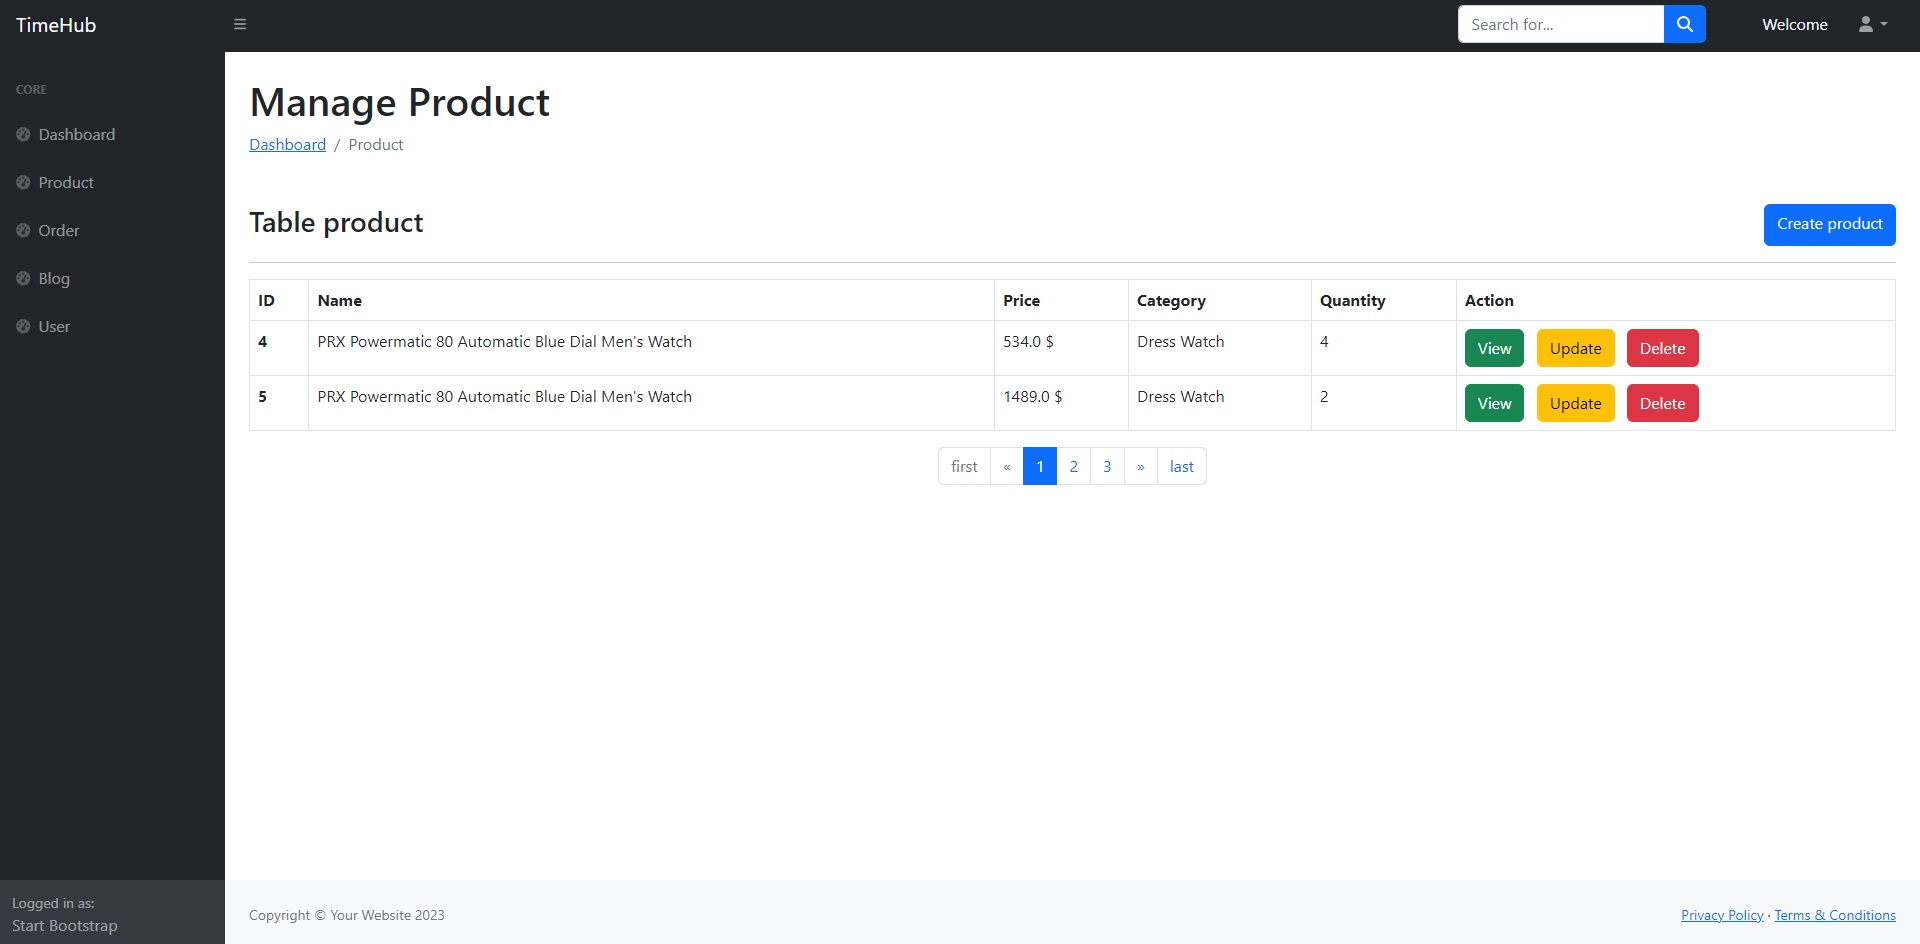 TimeHub
Search for...
Welcome
CORE
Dashboard
Product
Order
Blog
User
Logged in as:
Start Bootstrap
Manage Product
Dashboard / Product
Table product
Create product
ID Name Price Category Quantity Action
4 PRX Powermatic 80 Automatic Blue Dial Men's Watch 534.0 $ Dress Watch 4 View Update Delete
5 PRX Powermatic 80 Automatic Blue Dial Men's Watch 1489.0 $ Dress Watch 2 View Update Delete
first « 1 2 3 » last
Copyright © Your Website 2023
Privacy Policy · Terms & Conditions